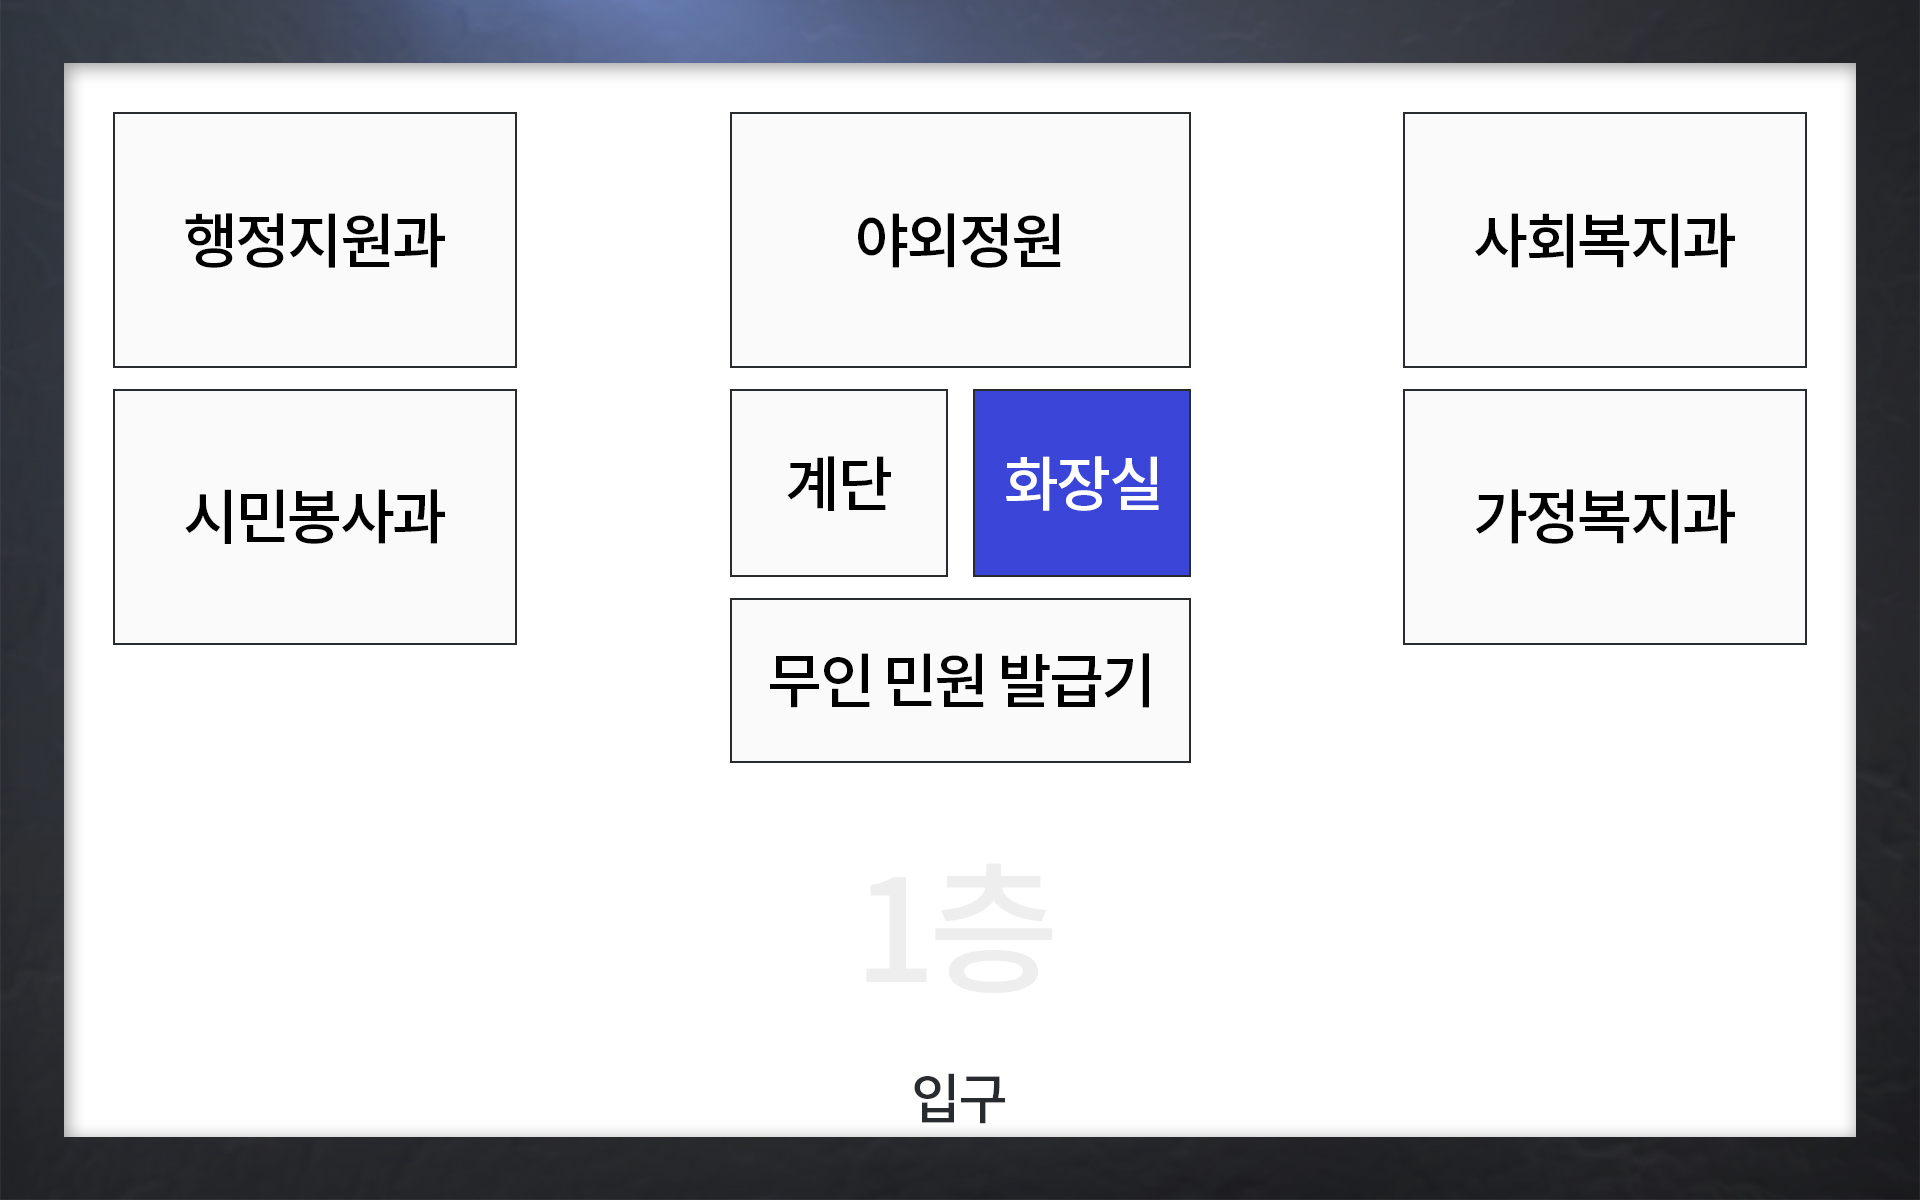 행정지원과
야외정원
사회복지과
시민봉사과
계단
화장실
가정복지과
무인 민원 발급기
1층
입구